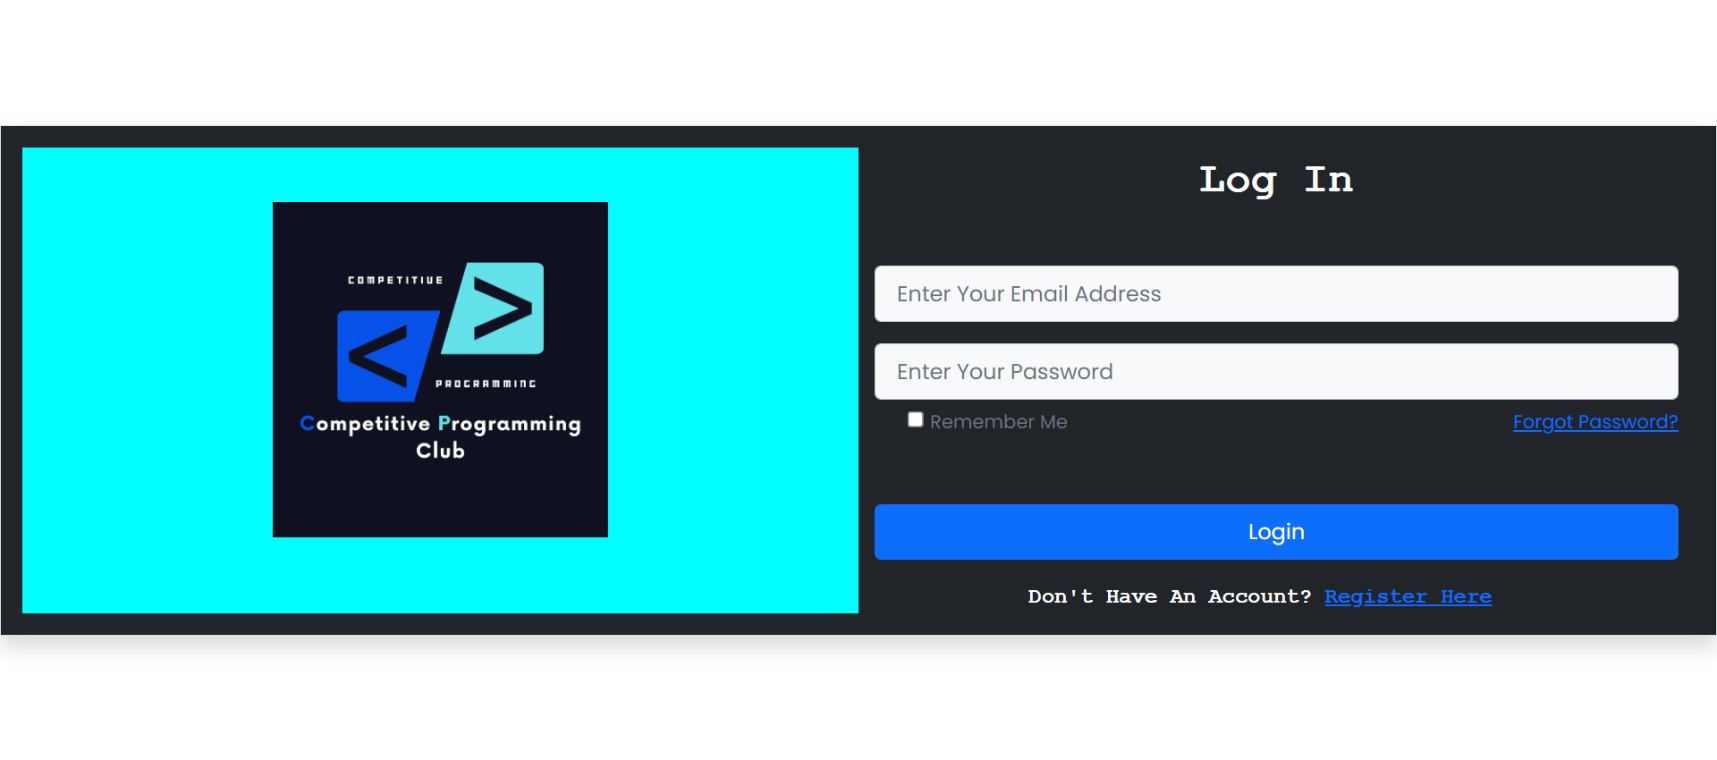 COMPETITIVE
<
>
PROGRAMMING
Competitive Programming
Club
Log In
Enter Your Email Address
Enter Your Password
Remember Me
Forgot Password?
Login
Don't Have An Account? Register Here